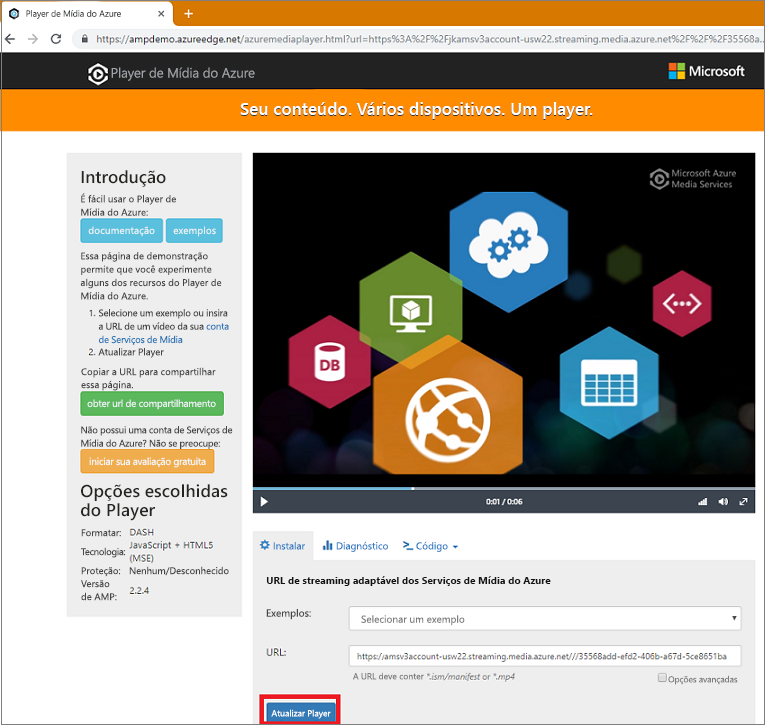 Player de Mídia do Azure
https://ampdemo.azureedge.net/azuremediaplayer.html?url=https%3A%2F%2Fjkamsv3account-usw22.streaming.media.azure.net%2F%2F%2F35568a...
Player de Mídia do Azure
Microsoft
Seu conteúdo. Vários dispositivos. Um player.
Introdução
É fácil usar o Player de
Mídia do Azure:
documentação exemplos
Essa página de demonstração
permite que você experimente
alguns dos recursos do Player de
Mídia do Azure.
1. Selecione um exemplo ou insira
a URL de um vídeo da sua conta
de Serviços de Mídia
2. Atualizar Player
Copiar a URL para compartilhar
essa página.
obter url de compartilhamento
Não possui uma conta de Serviços de
Mídia do Azure? Não se preocupe:
iniciar sua avaliação gratuita
Opções escolhidas
do Player
Formatar: DASH
Tecnologia: JavaScript + HTML5
(MSE)
Proteção: Nenhum/Desconhecido
Versão
de AMP: 2.2.4
Microsoft Azure
Media Services
DB
0:01 / 0:06
Instalar Diagnóstico Código
URL de streaming adaptável dos Serviços de Mídia do Azure
Exemplos: Selecionar um exemplo
URL: https://amsv3account-usw22.streaming.media.azure.net///35568add-efd2-406b-a67d-5ce8651ba
A URL deve conter *.ism/manifest or *.mp4
Opções avançadas
Atualizar Player